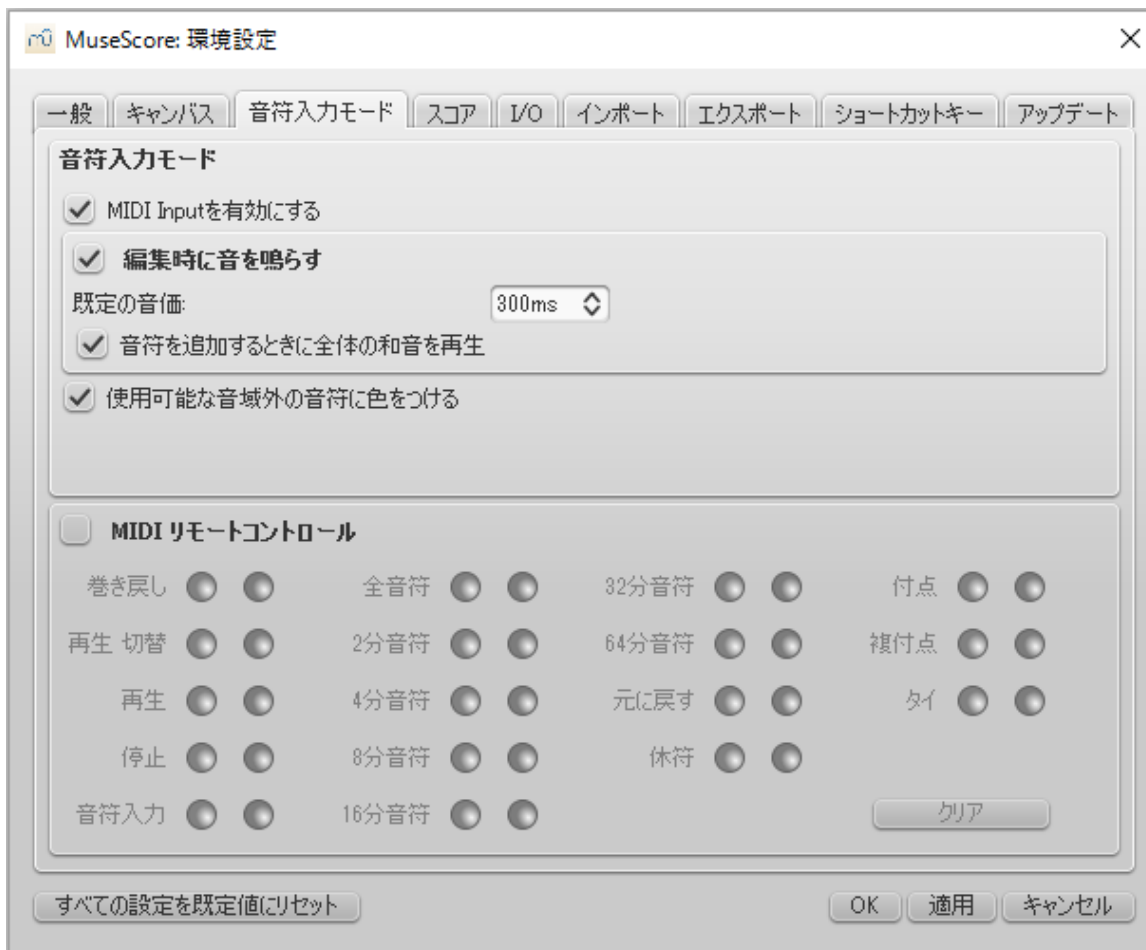 MuseScore: 環境設定
一般 キャンバス 音符入力モード スコア I/O インポート エクスポート ショートカットキー アップデート
音符入力モード
MIDI Inputを有効にする
編集時に音を鳴らす
既定の音価: 300ms
音符を追加するときに全体の和音を再生
使用可能な音域外の音符に色をつける
MIDI リモートコントロール
巻き戻し 全音符 32分音符 付点
再生 切替 2分音符 64分音符 複付点
再生 4分音符 元に戻す タイ
停止 8分音符 休符
音符入力 16分音符 クリア
すべての設定を既定値にリセット OK 適用 キャンセル